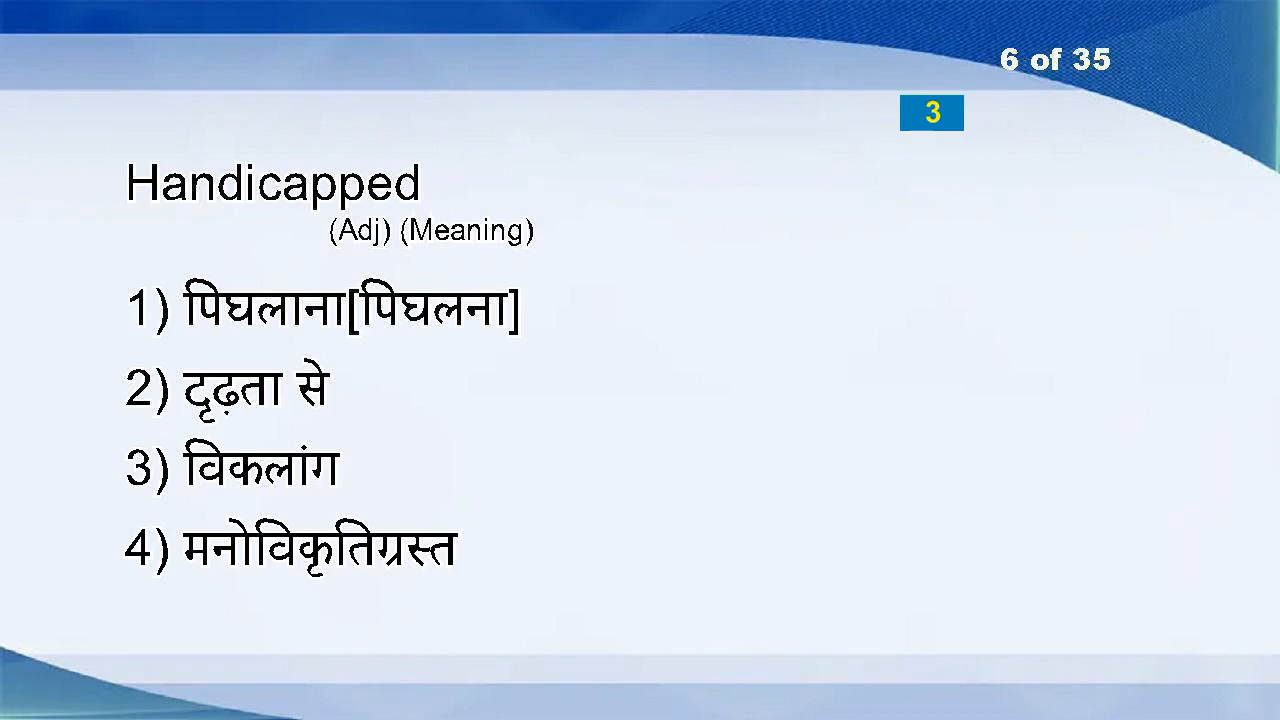 6 of 35
3
Handicapped
(Adj) (Meaning)
1) पिघलाना[पिघलना]
2) दृढ़ता से
3) विकलांग
4) मनोविकृतिग्रस्त